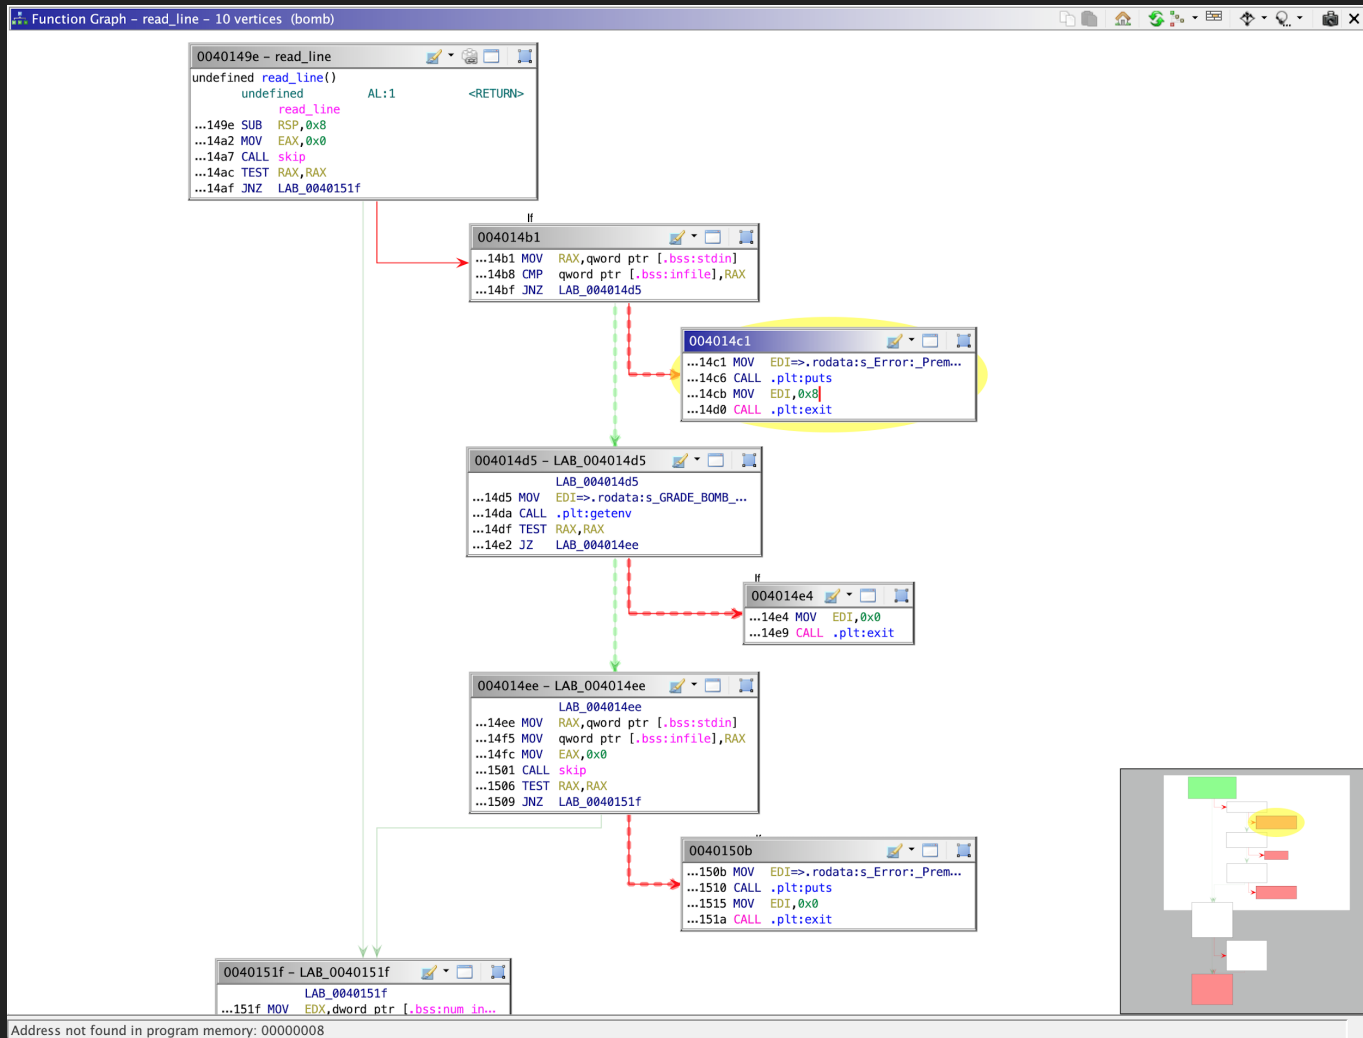 Function Graph - read_line - 10 vertices (bomb)
0040149e - read_line
undefined read_line()
undefined AL:1 <RETURN>
read_line
...149e SUB RSP,0x8
...14a2 MOV EAX,0x0
...14a7 CALL skip
...14ac TEST RAX,RAX
...14af JNZ LAB_0040151f
If
004014b1
...14b1 MOV RAX,qword ptr [.bss:stdin]
...14b8 CMP qword ptr [.bss:infile],RAX
...14bf JNZ LAB_004014d5
004014c1
...14c1 MOV EDI=>.rodata:s_Error:_Prem...
...14c6 CALL .plt:puts
...14cb MOV EDI,0x8
...14d0 CALL .plt:exit
004014d5 - LAB_004014d5
LAB_004014d5
...14d5 MOV EDI=>.rodata:s_GRADE_BOMB_...
...14da CALL .plt:getenv
...14df TEST RAX,RAX
...14e2 JZ LAB_004014ee
If
004014e4
...14e4 MOV EDI,0x0
...14e9 CALL .plt:exit
004014ee - LAB_004014ee
LAB_004014ee
...14ee MOV RAX,qword ptr [.bss:stdin]
...14f5 MOV qword ptr [.bss:infile],RAX
...14fc MOV EAX,0x0
...1501 CALL skip
...1506 TEST RAX,RAX
...1509 JNZ LAB_0040151f
0040150b
...150b MOV EDI=>.rodata:s_Error:_Prem...
...1510 CALL .plt:puts
...1515 MOV EDI,0x0
...151a CALL .plt:exit
0040151f - LAB_0040151f
LAB_0040151f
...151f MOV EDX,dword ptr [.bss:num_in...
Address not found in program memory: 00000008